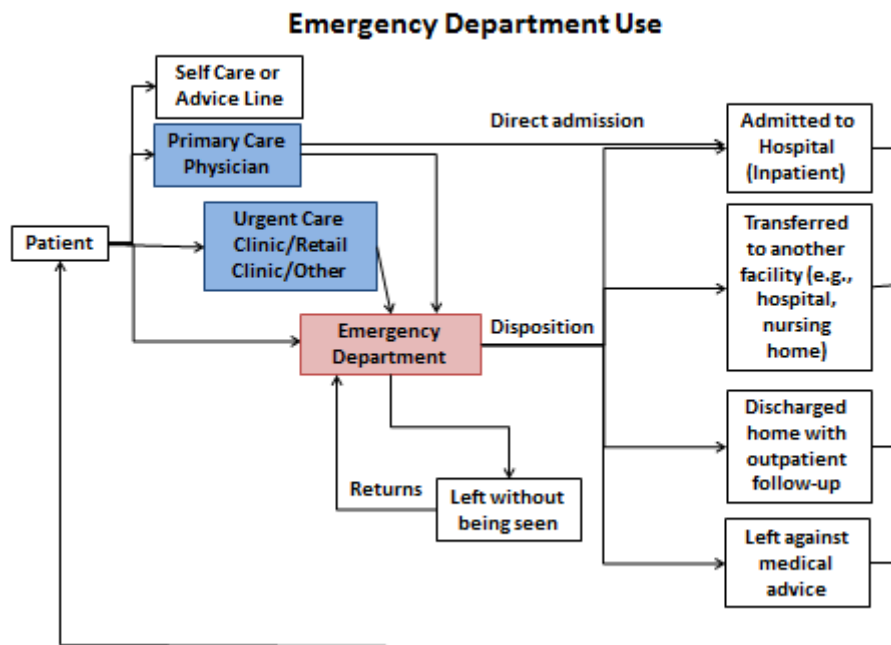 Emergency Department Use
Self Care or
Advice Line
Primary Care
Physician
Direct admission
Admitted to
Hospital
(Inpatient)
Patient
Urgent Care
Clinic/Retail
Clinic/Other
Transferred
to another
facility (e.g.,
hospital,
nursing
home)
Emergency
Department
Disposition
Discharged
home with
outpatient
follow-up
Returns
Left without
being seen
Left against
medical
advice